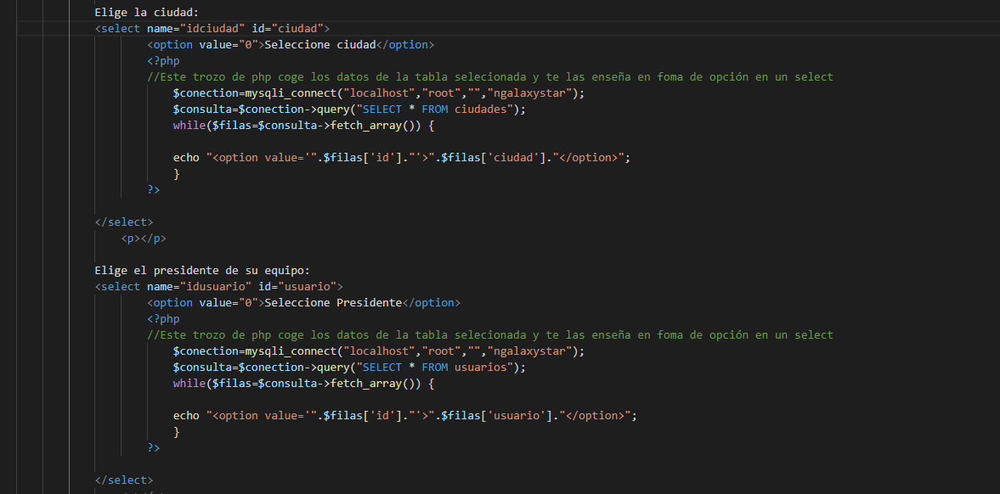 Elige la ciudad:
<select name="idciudad" id="ciudad">
<option value="0">Seleccione ciudad</option>
<?php
//Este trozo de php coge los datos de la tabla selecionada y te las enseña en foma de opción en un select
$conection=mysqli_connect("localhost","root","","ngalaxystar");
$consulta=$conection->query("SELECT * FROM ciudades");
while($filas=$consulta->fetch_array()) {
echo "<option value='".$filas['id']."'>".$filas['ciudad']."</option>";
}
?>
</select>
<p></p>
Elige el presidente de su equipo:
<select name="idusuario" id="usuario">
<option value="0">Seleccione Presidente</option>
<?php
//Este trozo de php coge los datos de la tabla selecionada y te las enseña en foma de opción en un select
$conection=mysqli_connect("localhost","root","","ngalaxystar");
$consulta=$conection->query("SELECT * FROM usuarios");
while($filas=$consulta->fetch_array()) {
echo "<option value='".$filas['id']."'>".$filas['usuario']."</option>";
}
?>
</select>